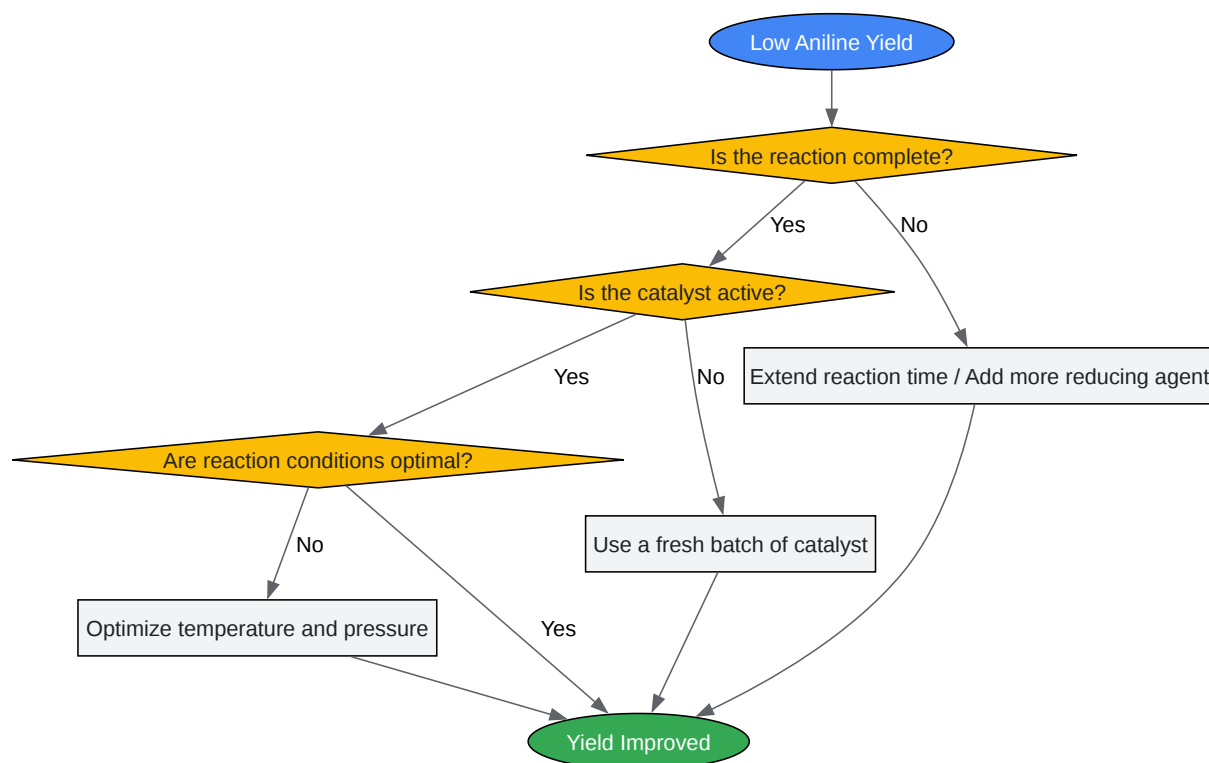 Low Aniline Yield
Is the reaction complete?
Yes
No
Is the catalyst active?
Yes
No
Extend reaction time / Add more reducing agent
Are reaction conditions optimal?
No
Use a fresh batch of catalyst
Optimize temperature and pressure
Yes
Yield Improved